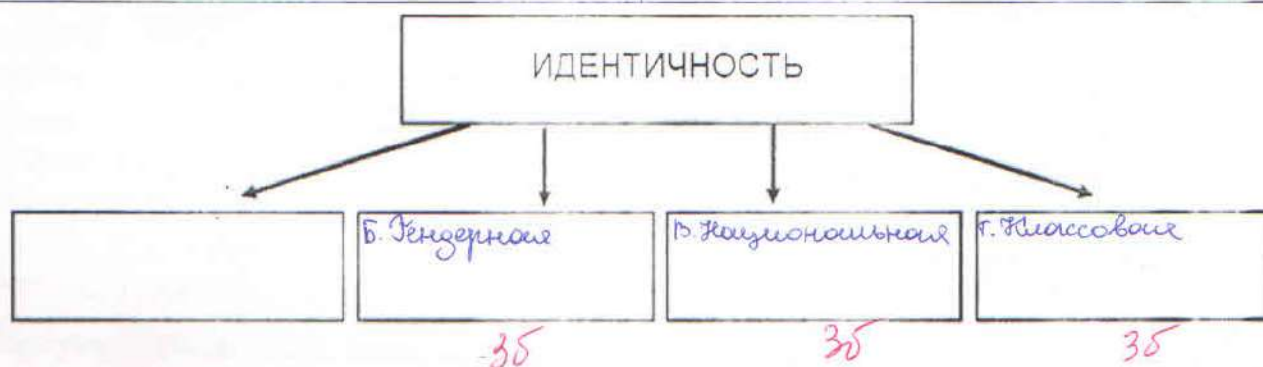 ИДЕНТИЧНОСТЬ
Б. Гендерная
В. Национальная
Г. Классовая
3б
3б
3б